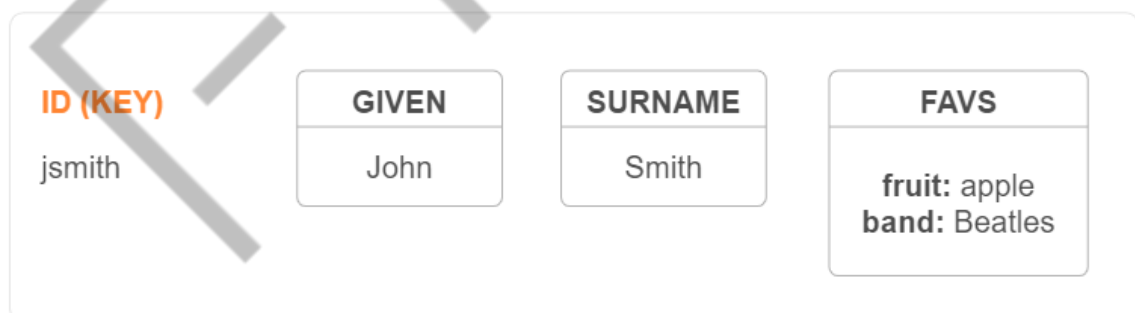 ID (KEY) GIVEN SURNAME FAVS
jsmith John Smith
fruit: apple
band: Beatles